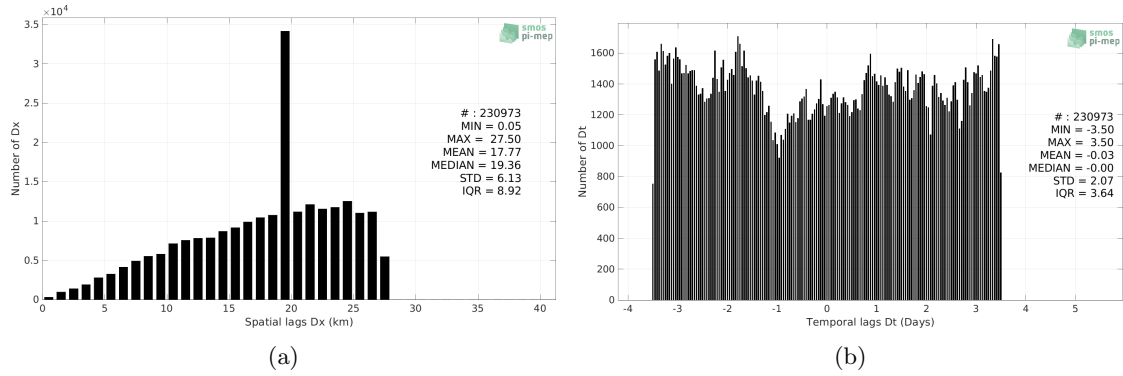 ×10⁴
3.5
3
2.5
2
1.5
1
0.5
0
Number of Dx
smos
pi-mep
# : 230973
MIN = 0.05
MAX = 27.50
MEAN = 17.77
MEDIAN = 19.36
STD = 6.13
IQR = 8.92
0 5 10 15 20 25 30 35 40
Spatial lags Dx (km)
(a)
1600
1400
1200
1000
800
600
400
200
0
Number of Dt
smos
pi-mep
# : 230973
MIN = -3.50
MAX = 3.50
MEAN = -0.03
MEDIAN = -0.00
STD = 2.07
IQR = 3.64
-4 -3 -2 -1 0 1 2 3 4 5
Temporal lags Dt (Days)
(b)